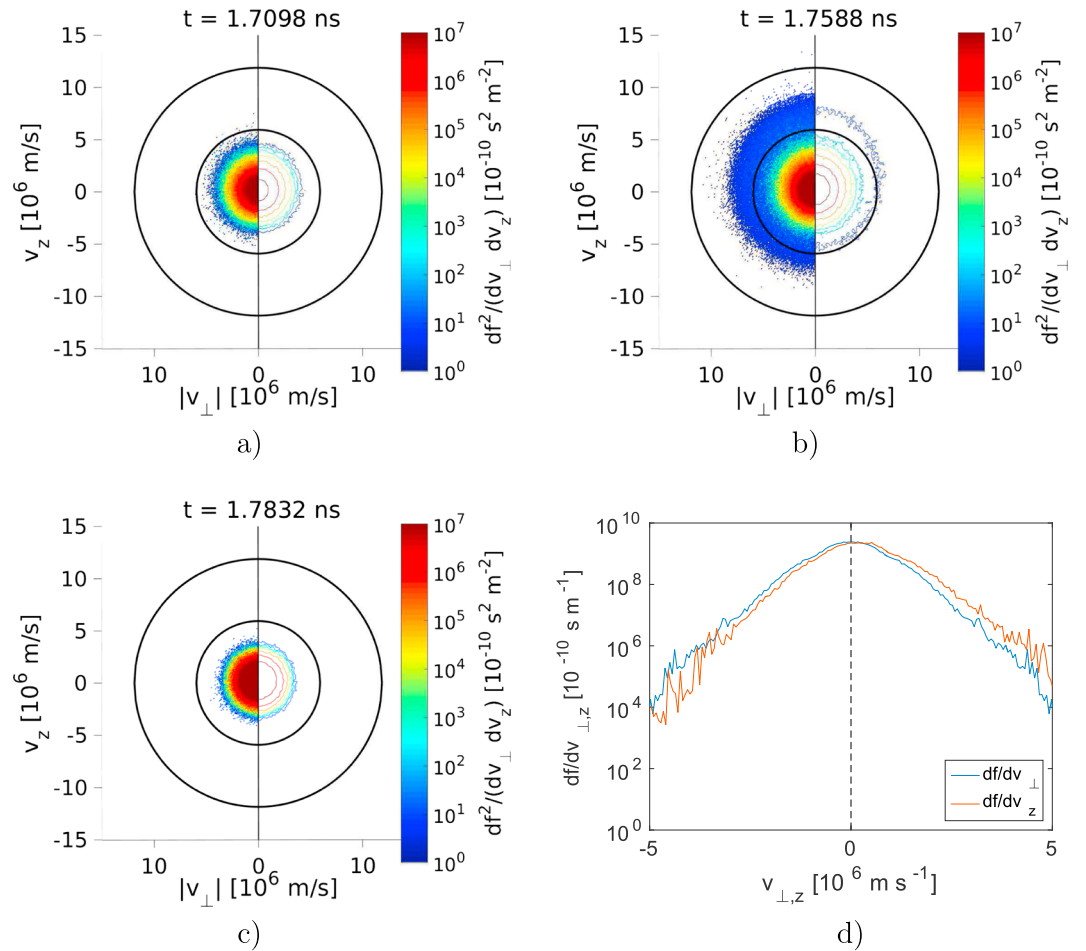 t = 1.7098 ns
15
10
5
0
-5
-10
-15
v_z [10^6 m/s]
10 0 10
|v_⊥| [10^6 m/s]
10^7
10^6
10^5
10^4
10^3
10^2
10^1
10^0
df^2/(dv_⊥ dv_z) [10^-10 s^2 m^-2]
a)
t = 1.7588 ns
15
10
5
0
-5
-10
-15
v_z [10^6 m/s]
10 0 10
|v_⊥| [10^6 m/s]
10^7
10^6
10^5
10^4
10^3
10^2
10^1
10^0
df^2/(dv_⊥ dv_z) [10^-10 s^2 m^-2]
b)
t = 1.7832 ns
15
10
5
0
-5
-10
-15
v_z [10^6 m/s]
10 0 10
|v_⊥| [10^6 m/s]
10^7
10^6
10^5
10^4
10^3
10^2
10^1
10^0
df^2/(dv_⊥ dv_z) [10^-10 s^2 m^-2]
c)
10^10
10^8
10^6
10^4
10^2
10^0
df/dv_⊥,z [10^-10 s m^-1]
df/dv_⊥
df/dv_z
-5 0 5
v_⊥,z [10^6 m s^-1]
d)